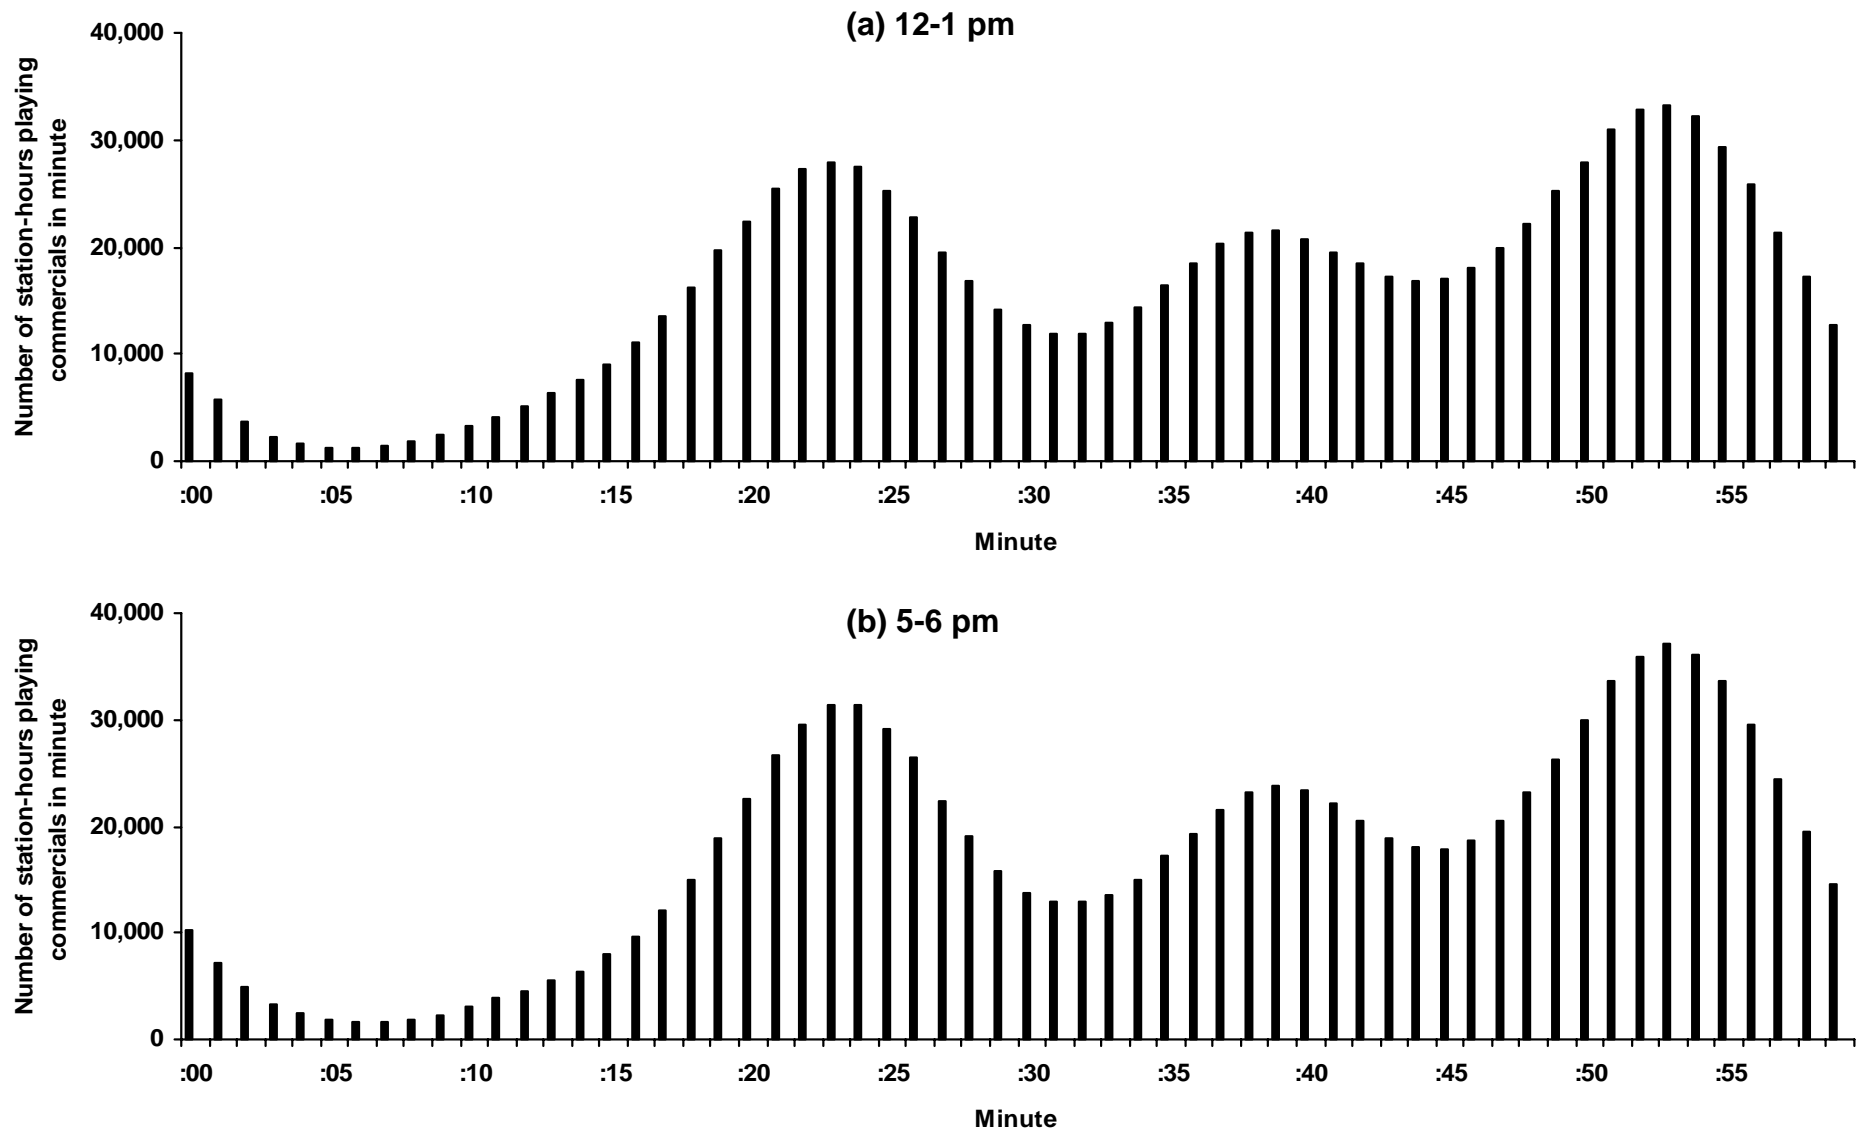 (a) 12-1 pm
Number of station-hours playing
commercials in minute
40,000
30,000
20,000
10,000
0
:00 :05 :10 :15 :20 :25 :30 :35 :40 :45 :50 :55
Minute
(b) 5-6 pm
Number of station-hours playing
commercials in minute
40,000
30,000
20,000
10,000
0
:00 :05 :10 :15 :20 :25 :30 :35 :40 :45 :50 :55
Minute